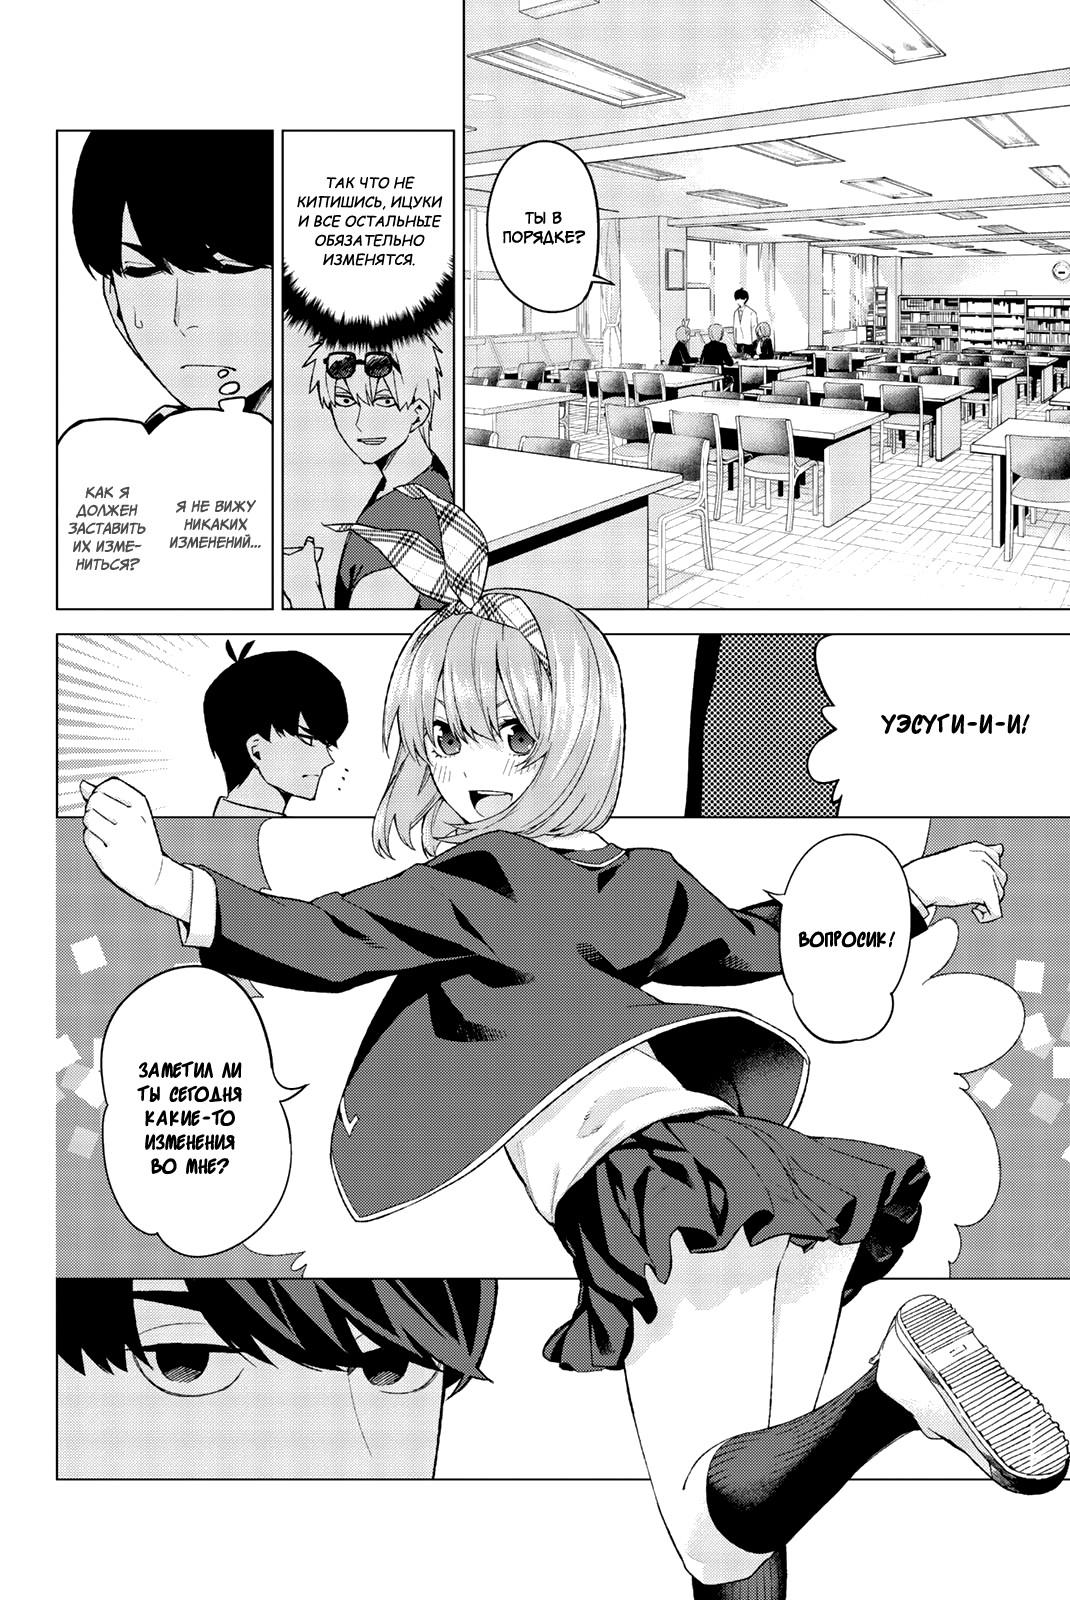 ТЫ В
ПОРЯДКЕ?
ТАК ЧТО НЕ
КИПИШИСЬ, ИЦУКИ
И ВСЕ ОСТАЛЬНЫЕ
ОБЯЗАТЕЛЬНО
ИЗМЕНЯТСЯ.
Я НЕ ВИЖУ
НИКАКИХ
ИЗМЕНЕНИЙ...
КАК Я
ДОЛЖЕН
ЗАСТАВИТЬ
ИХ ИЗМЕ-
НИТЬСЯ?
УЭСУГИ-И-И!
ВОПРОСИК!
ЗАМЕТИЛ ЛИ
ТЫ СЕГОДНЯ
КАКИЕ-ТО
ИЗМЕНЕНИЯ
ВО МНЕ?